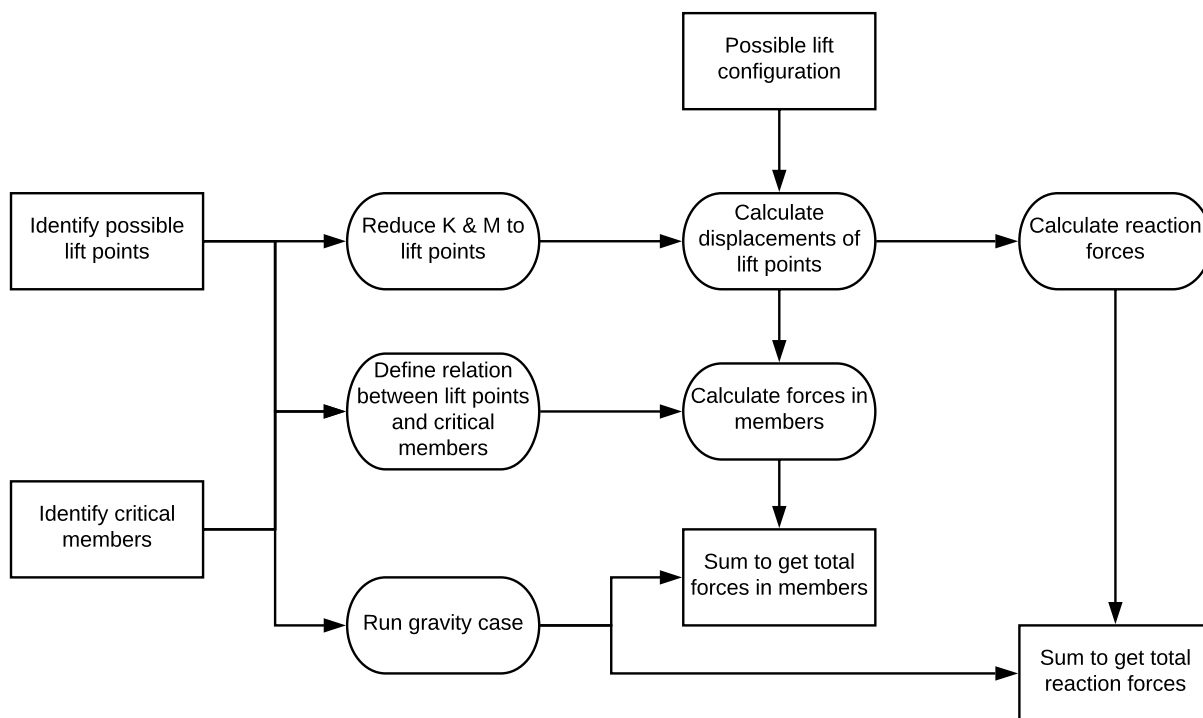 Possible lift
configuration
Identify possible
lift points
Reduce K & M to
lift points
Calculate
displacements of
lift points
Calculate reaction
forces
Define relation
between lift points
and critical
members
Calculate forces in
members
Identify critical
members
Sum to get total
forces in members
Run gravity case
Sum to get total
reaction forces